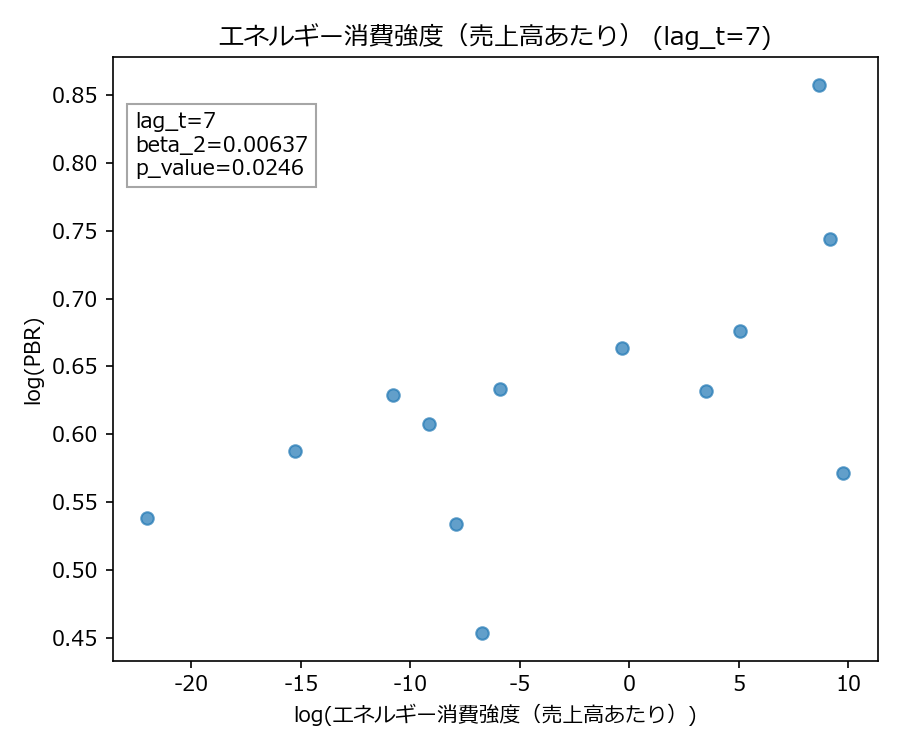 エネルギー消費強度（売上高あたり） (lag_t=7)
lag_t=7
beta_2=0.00637
p_value=0.0246
log(PBR)
0.85
0.80
0.75
0.70
0.65
0.60
0.55
0.50
0.45
-20 -15 -10 -5 0 5 10
log(エネルギー消費強度（売上高あたり）)